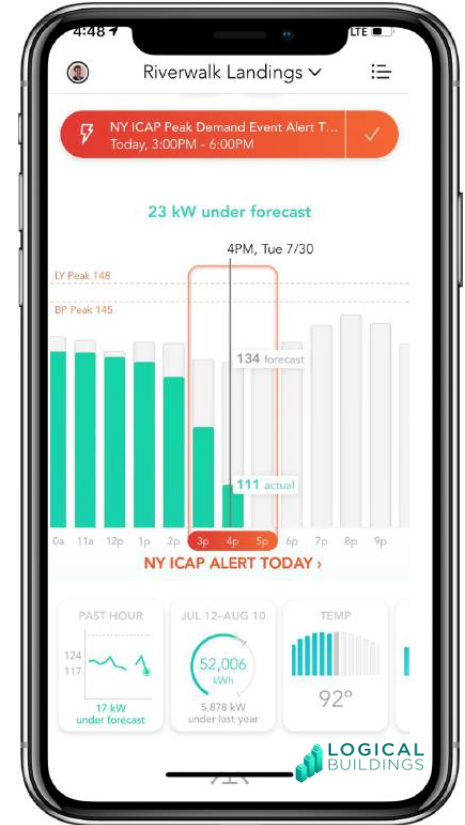 4:48
LTE
Riverwalk Landings
NY ICAP Peak Demand Event Alert T...
Today, 3:00PM - 6:00PM
23 kW under forecast
4PM, Tue 7/30
LY Peak 148
BP Peak 145
134 forecast
111 actual
0a 11a 12p 1p 2p 3p 4p 5p 6p 7p 8p 9p
NY ICAP ALERT TODAY ›
PAST HOUR
124
117
17 kW
under forecast
JUL 12–AUG 10
52,006
kWh
5,878 kW
under last year
TEMP
92°
LOGICAL
BUILDINGS